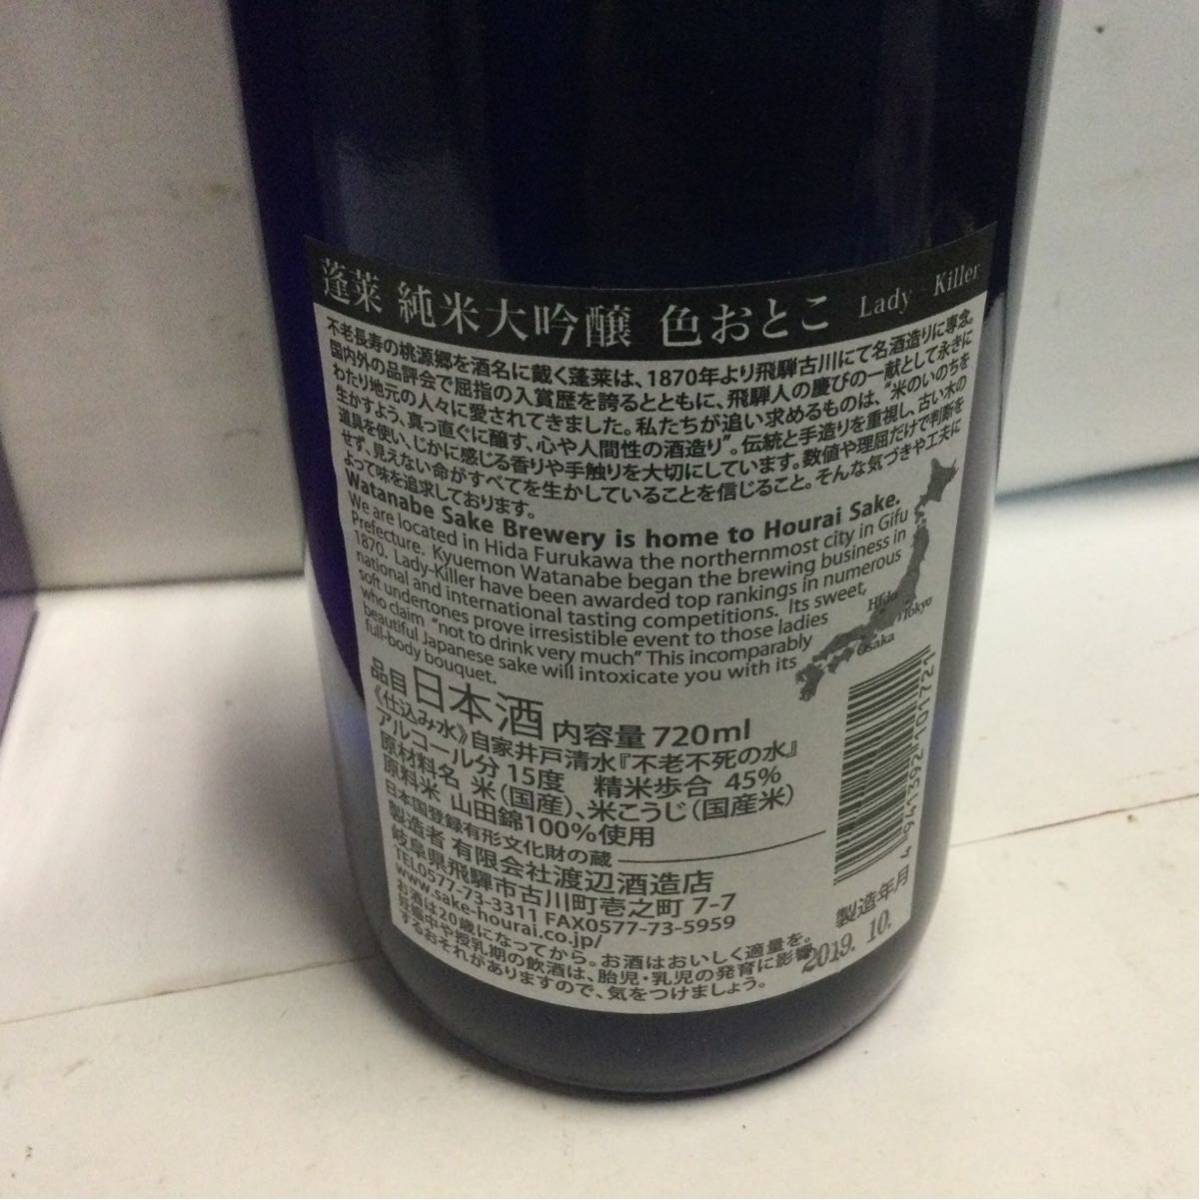 蓬莱 純米大吟醸 色おとこ Lady-Killer
不老長寿の桃源郷を酒名に戴く蓬莱は、1870年より飛騨古川にて名酒造りに専念。
国内外の品評会で屈指の入賞歴を誇るとともに、飛騨人の慶びの一献として永きに
わたり地元の人々に愛されてきました。私たちが追い求めるものは、“米のいのちを
生かすよう、真っ直ぐに醸す、心や人間性の酒造り”。伝統と手造りを重視し、古い木の
道具を使い、じかに感じる香りや手触りを大切にしています。数値や理屈だけで判断を
せず、見えない命がすべてを生かしていることを信じること。そんな気づきや工夫に
よって味を追求しております。
Watanabe Sake Brewery is home to Hourai Sake.
We are located in Hida Furukawa the northernmost city in Gifu
Prefecture. Kyuemon Watanabe began the brewing business in
1870. Lady-Killer have been awarded top rankings in numerous
national and international tasting competitions. Its sweet,
soft undertones prove irresistible event to those ladies
who claim "not to drink very much" This incomparably
beautiful Japanese sake will intoxicate you with its
full-body bouquet.
Hida
Tokyo
Osaka
品目 日本酒 内容量 720ml
《仕込み水》自家井戸清水『不老不死の水』
アルコール分 15度 精米歩合 45%
原材料名 米(国産)、米こうじ(国産米)
原料米 山田錦100%使用
日本国登録有形文化財の蔵
製造者 有限会社渡辺酒造店
岐阜県飛騨市古川町壱之町 7-7
TEL0577-73-3311 FAX0577-73-5959
www.sake-hourai.co.jp/
お酒は20歳になってから。お酒はおいしく適量を。
妊娠中や授乳期の飲酒は、胎児・乳児の発育に影響
するおそれがありますので、気をつけましょう。
製造年月
2019. 10.